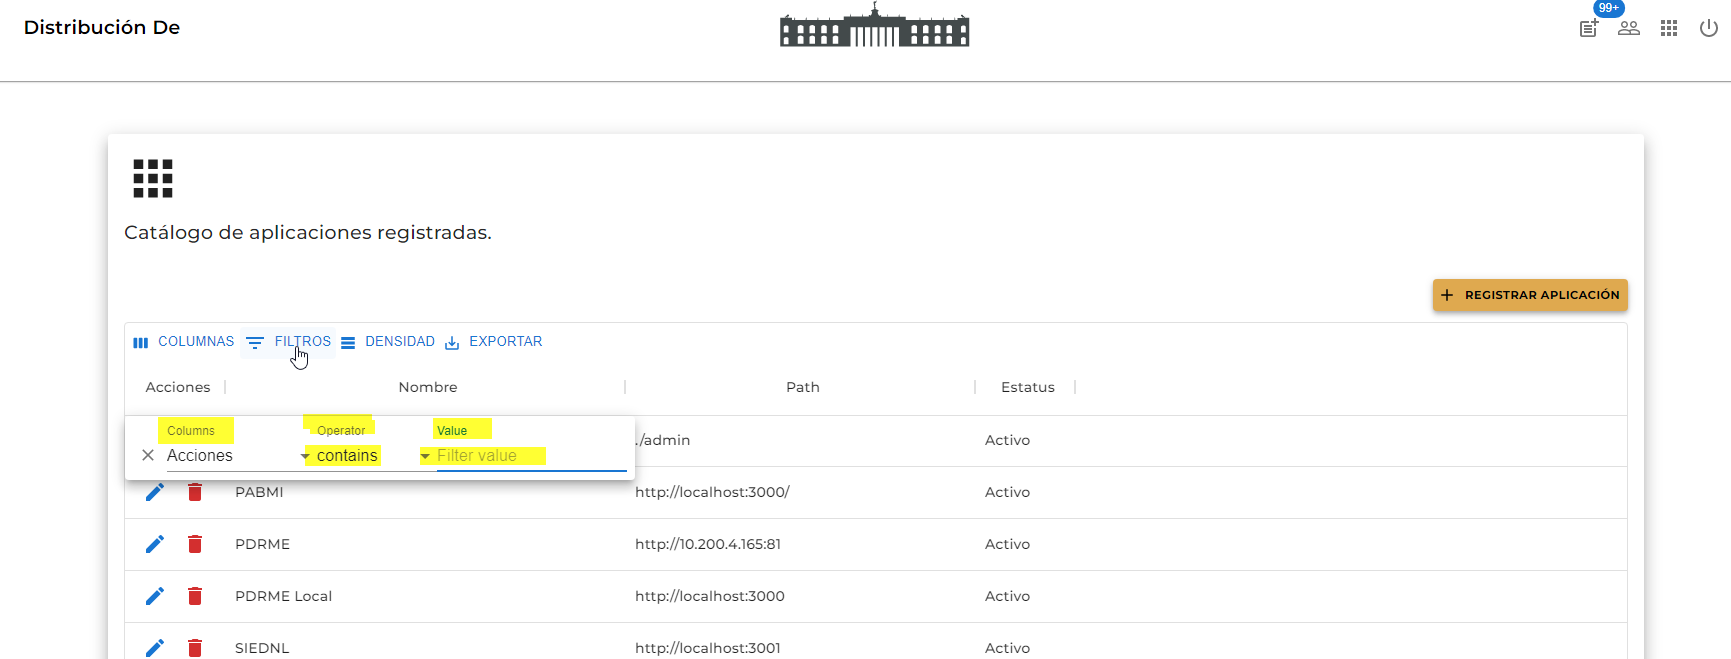 Distribución De
99+
Catálogo de aplicaciones registradas.
REGISTRAR APLICACIÓN
COLUMNAS FILTROS DENSIDAD EXPORTAR
Acciones Nombre Path Estatus
Columns Operator Value
Acciones contains Filter value
./admin Activo
PABMI http://localhost:3000/ Activo
PDRME http://10.200.4.165:81 Activo
PDRME Local http://localhost:3000 Activo
SIEDNL http://localhost:3001 Activo